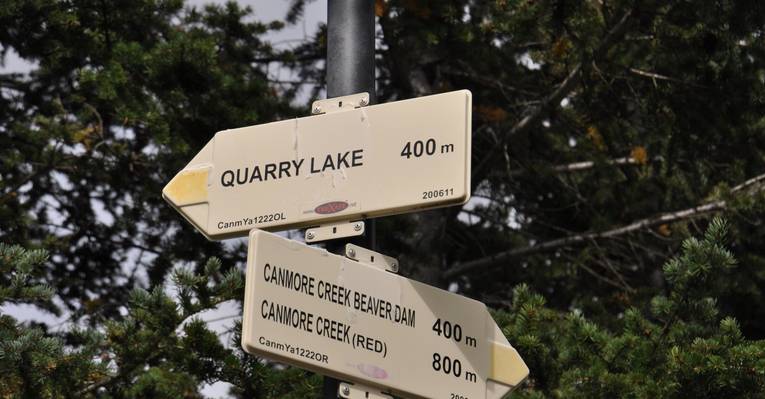 QUARRY LAKE 400 m
CanmYa1222OL 200611
CANMORE CREEK BEAVER DAM 400 m
CANMORE CREEK (RED) 800 m
CanmYa1222OR